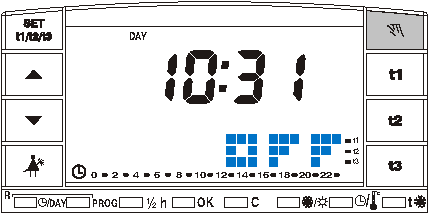 SET
t1/t2/t3
DAY
10:31
t1
t2
OFF
t1
t2
t3
t3
0 • 2 • 4 • 6 • 8 • 10 • 12 • 14 • 16 • 18 • 20 • 22 •
R
/DAY
PROG
½ h
OK
C
/
/
t